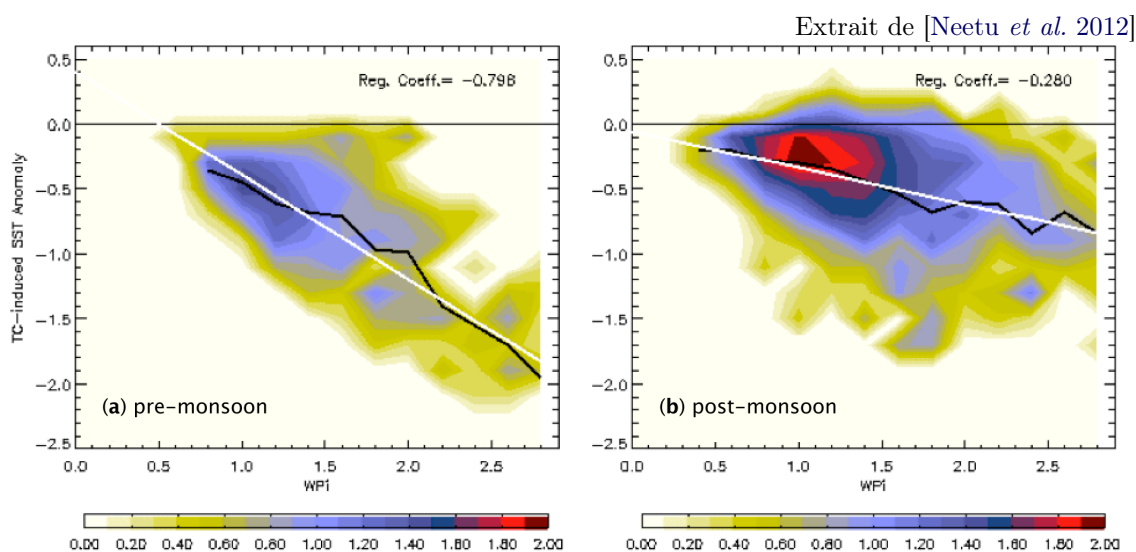 Extrait de [Neetu et al. 2012]
Reg. Coeff.= -0.798
Reg. Coeff.= -0.280
TC-induced SST Anomaly
0.5
0.0
-0.5
-1.0
-1.5
-2.0
-2.5
0.5
0.0
-0.5
-1.0
-1.5
-2.0
-2.5
(a) pre-monsoon
(b) post-monsoon
0.0 0.5 1.0 1.5 2.0 2.5
0.0 0.5 1.0 1.5 2.0 2.5
WPi
WPi
0.00 0.20 0.40 0.60 0.80 1.00 1.20 1.40 1.60 1.80 2.00
0.00 0.20 0.40 0.60 0.80 1.00 1.20 1.40 1.60 1.80 2.00